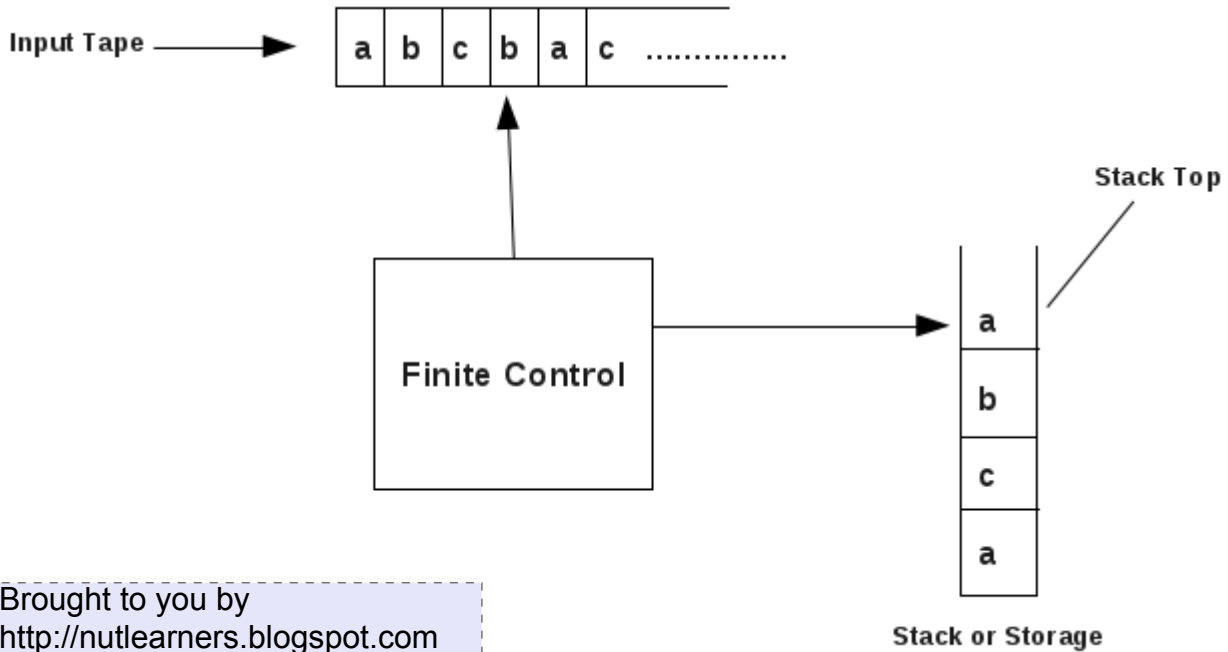 Input Tape
a b c b a c ................
Stack Top
a
Finite Control
b
c
a
Brought to you by
http://nutlearners.blogspot.com
Stack or Storage